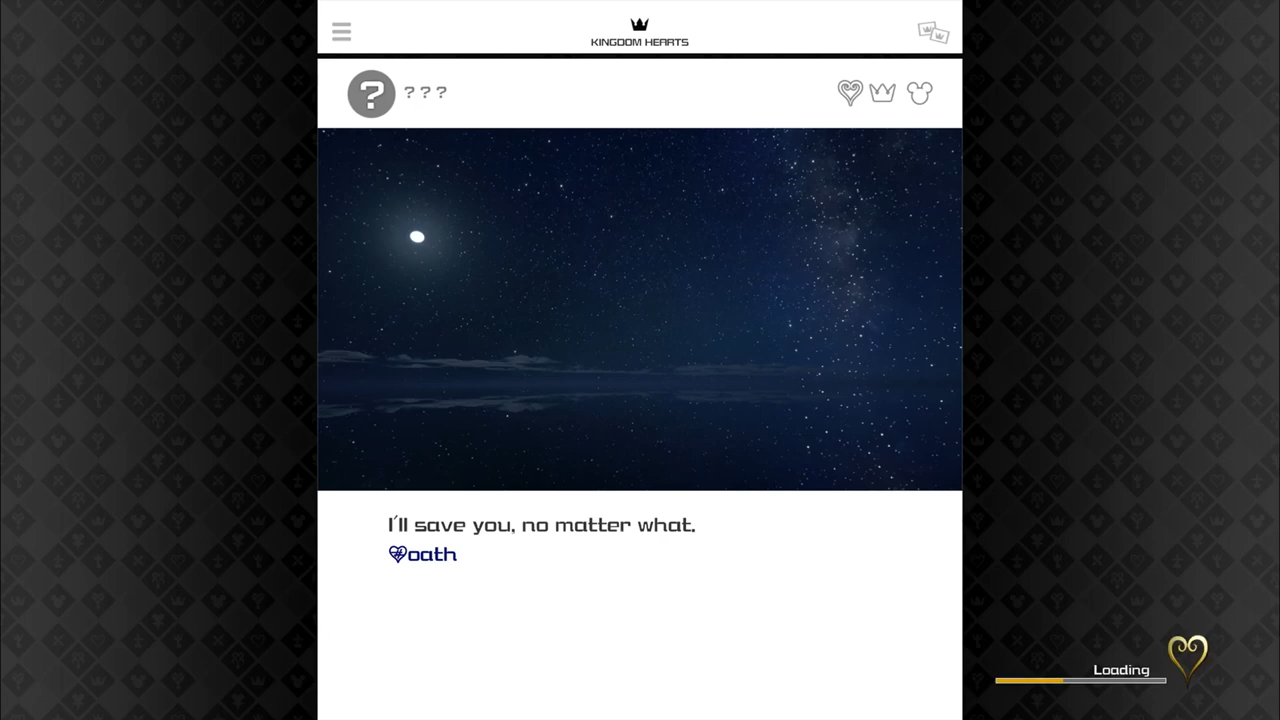 KINGDOM HEARTS
?
? ? ?
I'll save you, no matter what.
#oath
Loading